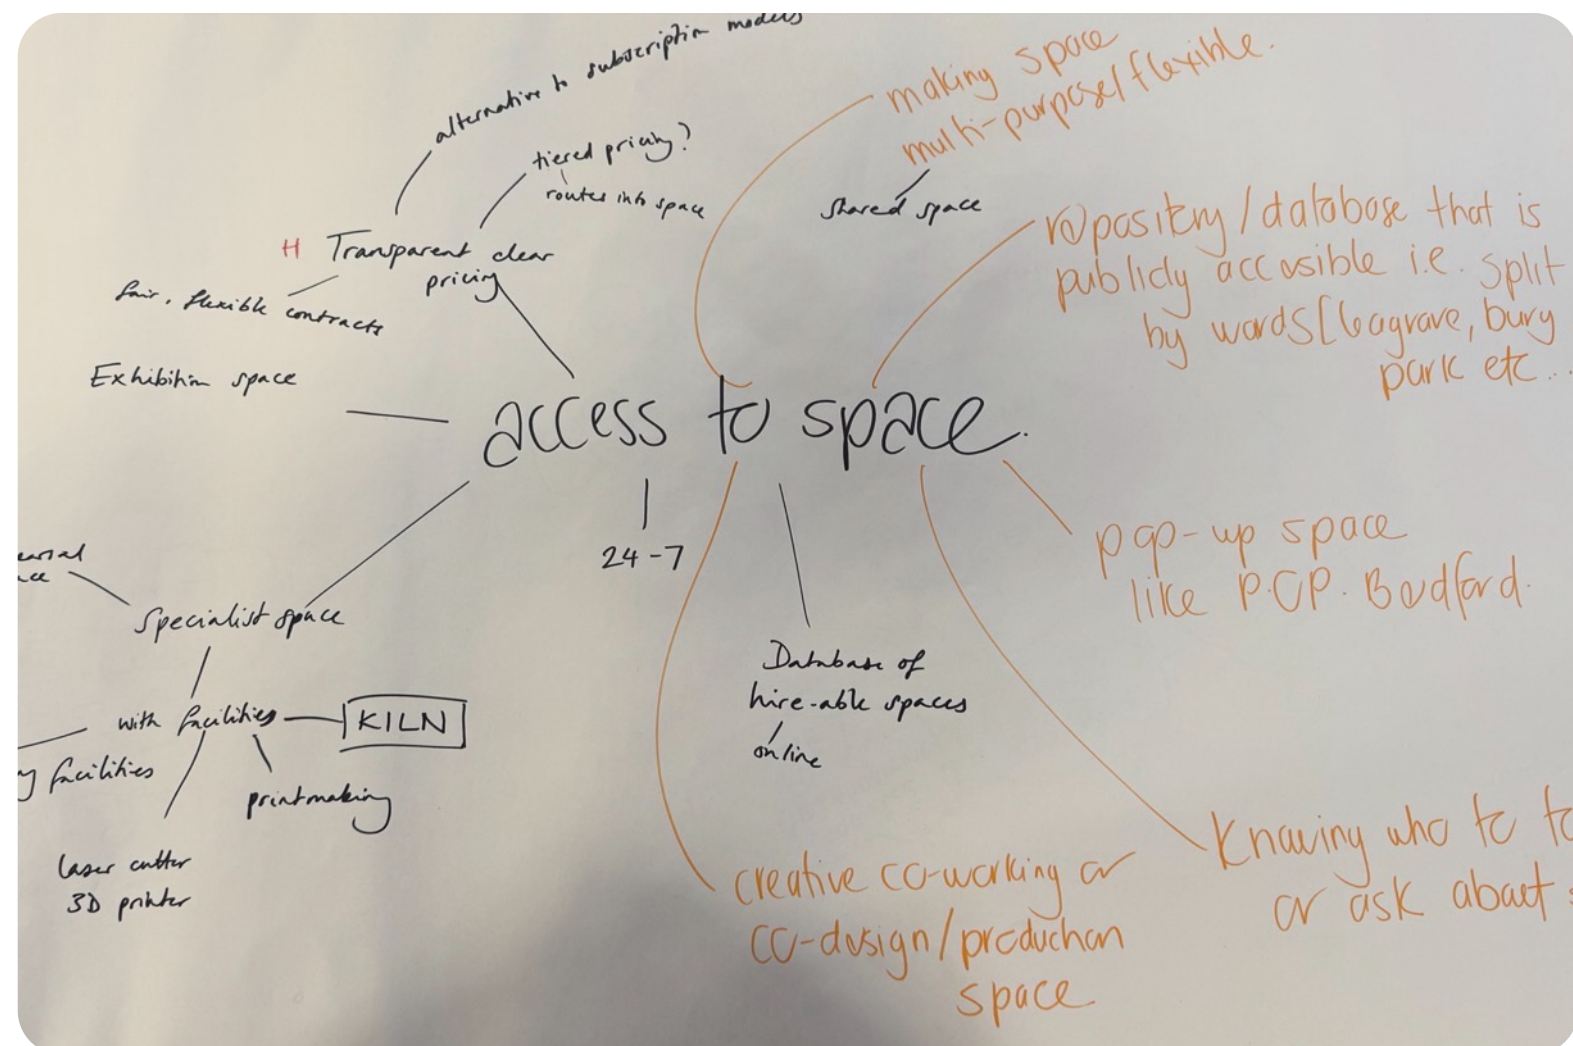 alternative to subscription models
tiered pricing?
routes into space
H Transparent clear
pricing
fair, flexible contracts
Exhibition space
making space
multi-purpose/flexible.
shared space
repository/database that is
publicly accesible i.e. split
by words[leagrave, bury
park etc...
access to space.
24-7
pop-up space
like P.O.P. Bedford.
Specialist space
with facilities
KILN
facilities
printmaking
laser cutter
3D printer
Database of
hire-able spaces
online
Knowing who to
or ask about
creative co-working or
co-design/production
space